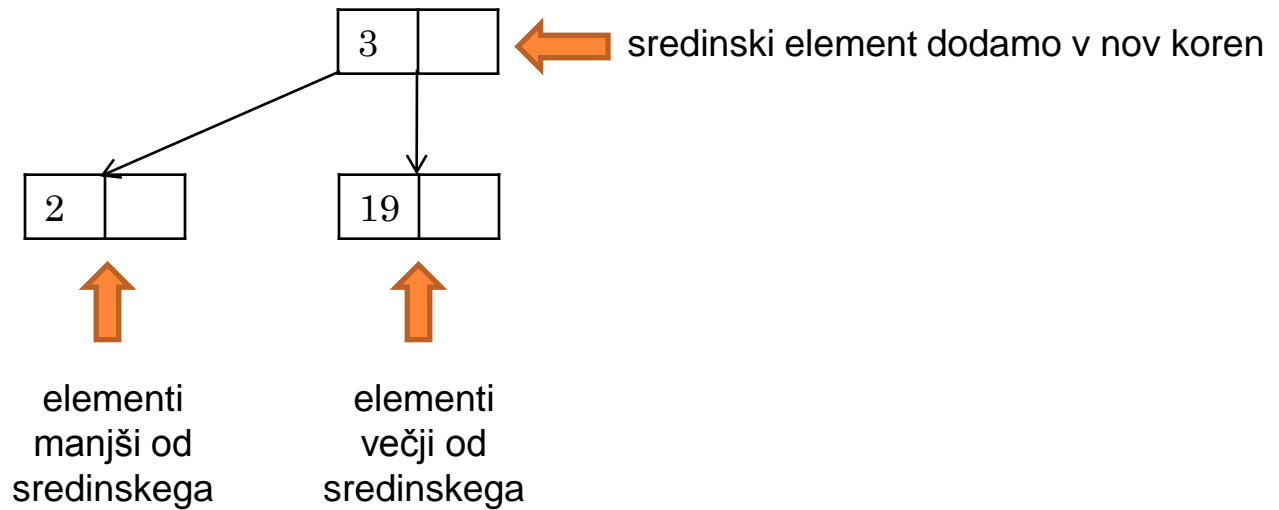 3
sredinski element dodamo v nov koren
2
19
elementi
manjši od
sredinskega
elementi
večji od
sredinskega